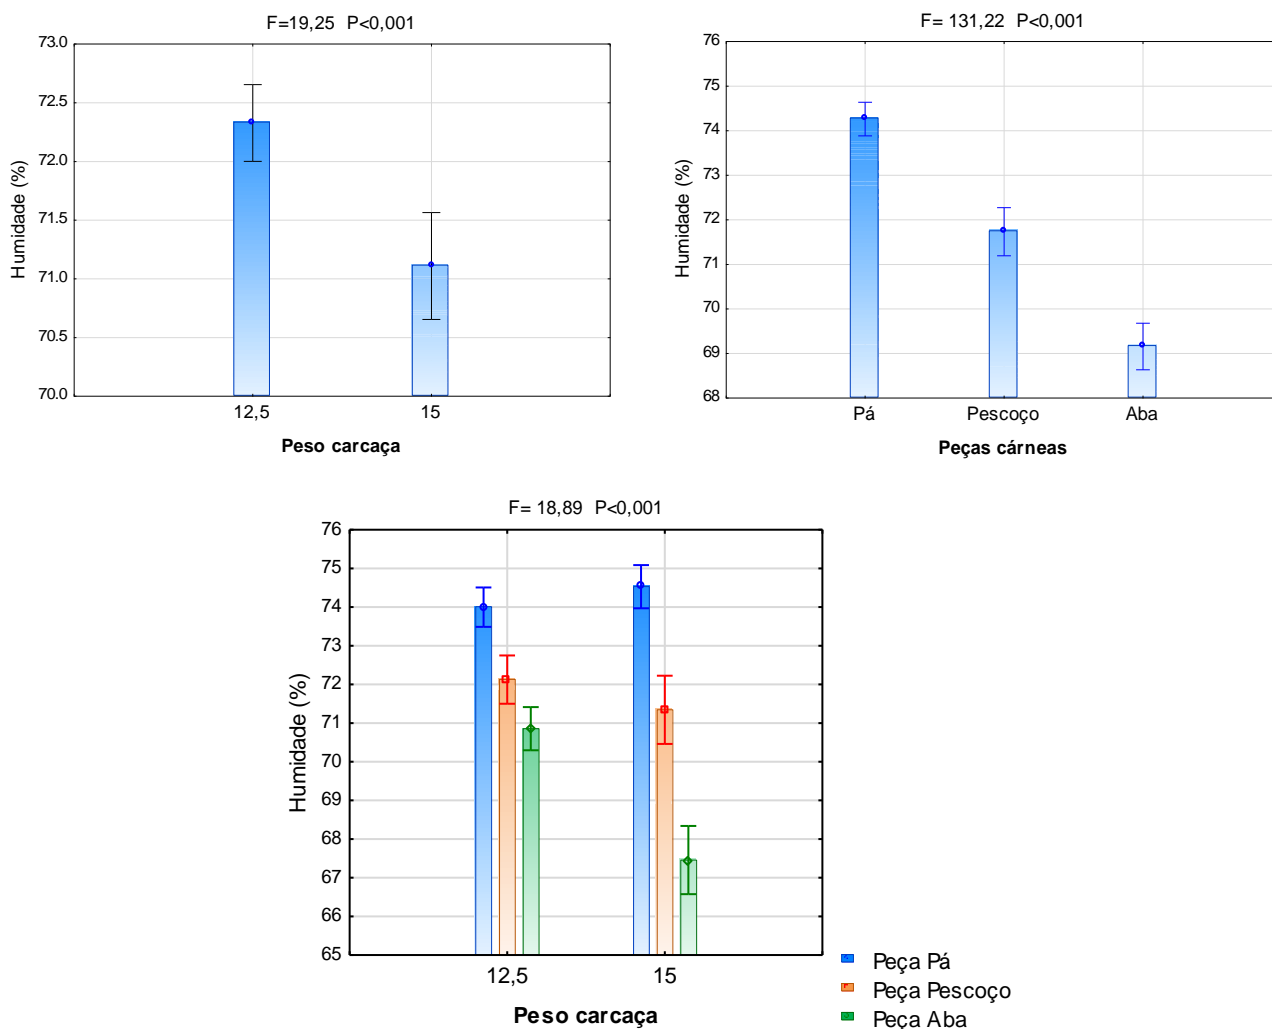 F=19,25 P<0,001
73.0
72.5
72.0
71.5
71.0
70.5
70.0
Humidade (%)
12,5 15
Peso carcaça
F= 131,22 P<0,001
76
75
74
73
72
71
70
69
68
Humidade (%)
Pá Pescoço Aba
Peças cárneas
F= 18,89 P<0,001
76
75
74
73
72
71
70
69
68
67
66
65
Humidade (%)
12,5 15
Peso carcaça
Peça Pá
Peça Pescoço
Peça Aba